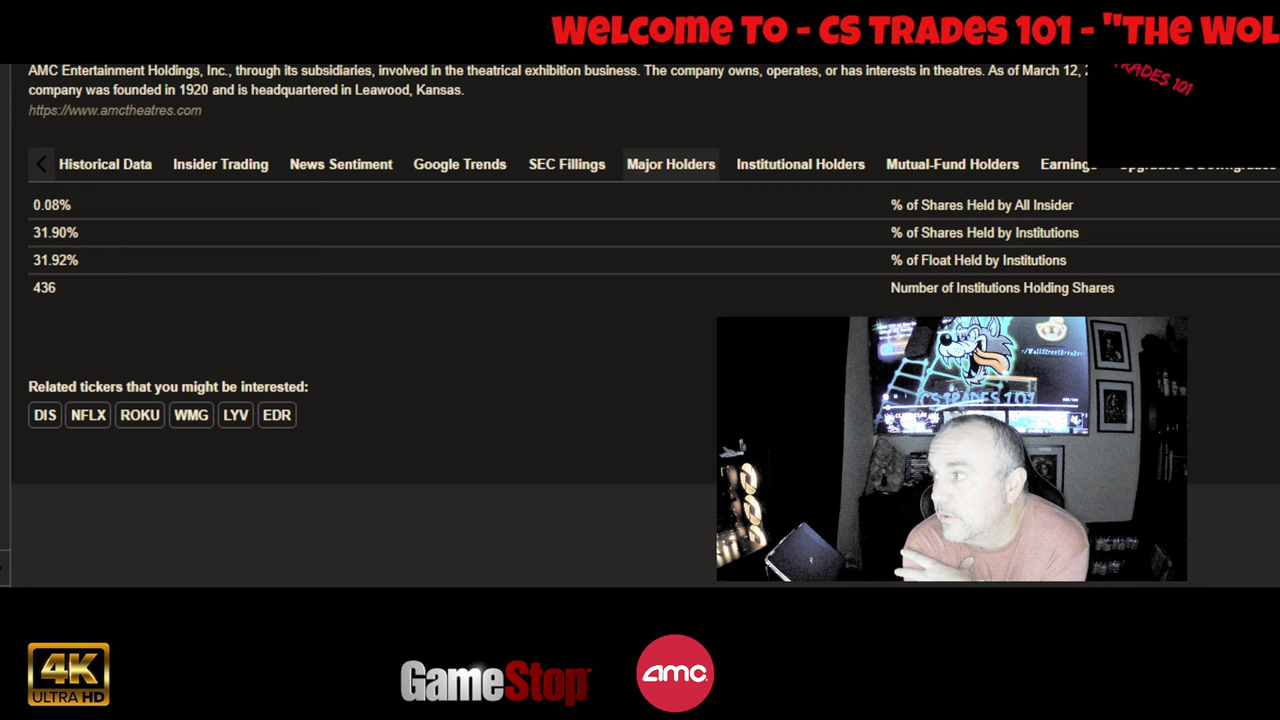 Welcome To - CS Trades 101 - "The Wol
AMC Entertainment Holdings, Inc., through its subsidiaries, involved in the theatrical exhibition business. The company owns, operates, or has interests in theatres. As of March 12,
company was founded in 1920 and is headquartered in Leawood, Kansas.
TRADES 101
https://www.amctheatres.com
Historical Data Insider Trading News Sentiment Google Trends SEC Fillings Major Holders Institutional Holders Mutual-Fund Holders Earnings
0.08% % of Shares Held by All Insider
31.90% % of Shares Held by Institutions
31.92% % of Float Held by Institutions
436 Number of Institutions Holding Shares
Related tickers that you might be interested:
DIS NFLX ROKU WMG LYV EDR
CS TRADES 101
4K
ULTRA HD
GameStop
amc